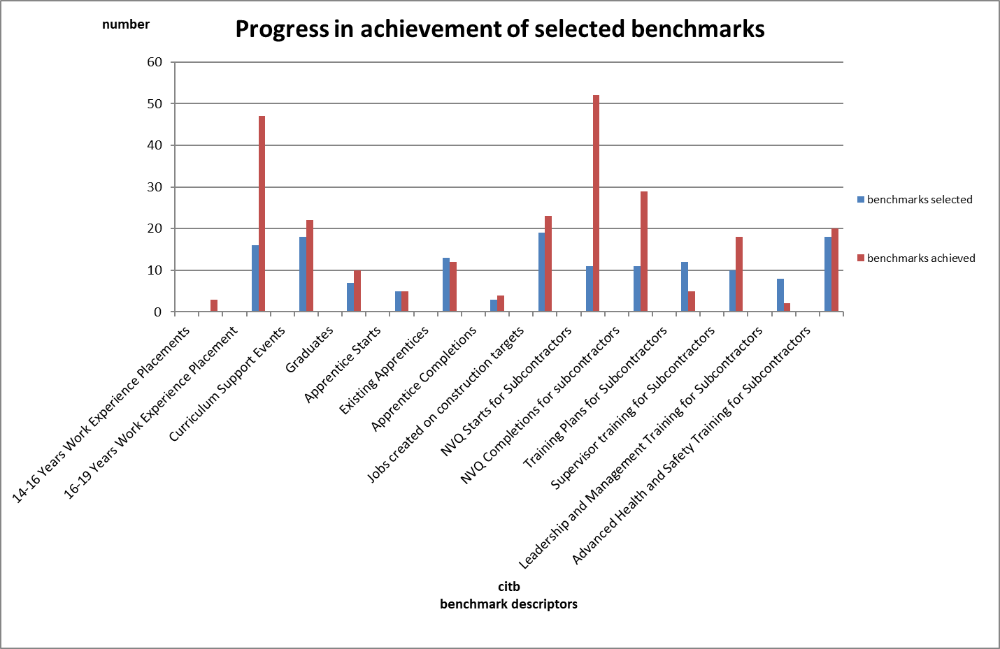 number
Progress in achievement of selected benchmarks
60
50
40
30
20
10
0
benchmarks selected
benchmarks achieved
14-16 Years Work Experience Placements
16-19 Years Work Experience Placement
Curriculum Support Events
Graduates
Apprentice Starts
Existing Apprentices
Apprentice Completions
Jobs created on construction targets
NVQ Starts for Subcontractors
NVQ Completions for subcontractors
Training Plans for Subcontractors
Supervisor training for Subcontractors
Leadership and Management Training for Subcontractors
Advanced Health and Safety Training for Subcontractors
citb
benchmark descriptors